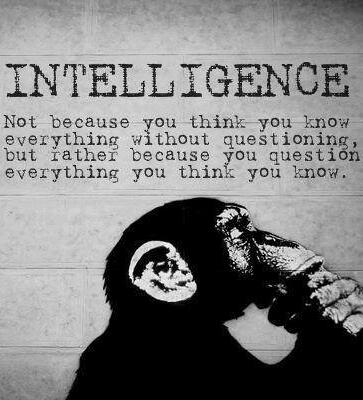 INTELLIGENCE
Not because you think you know
everything without questioning,
but rather because you question
everything you think you know.